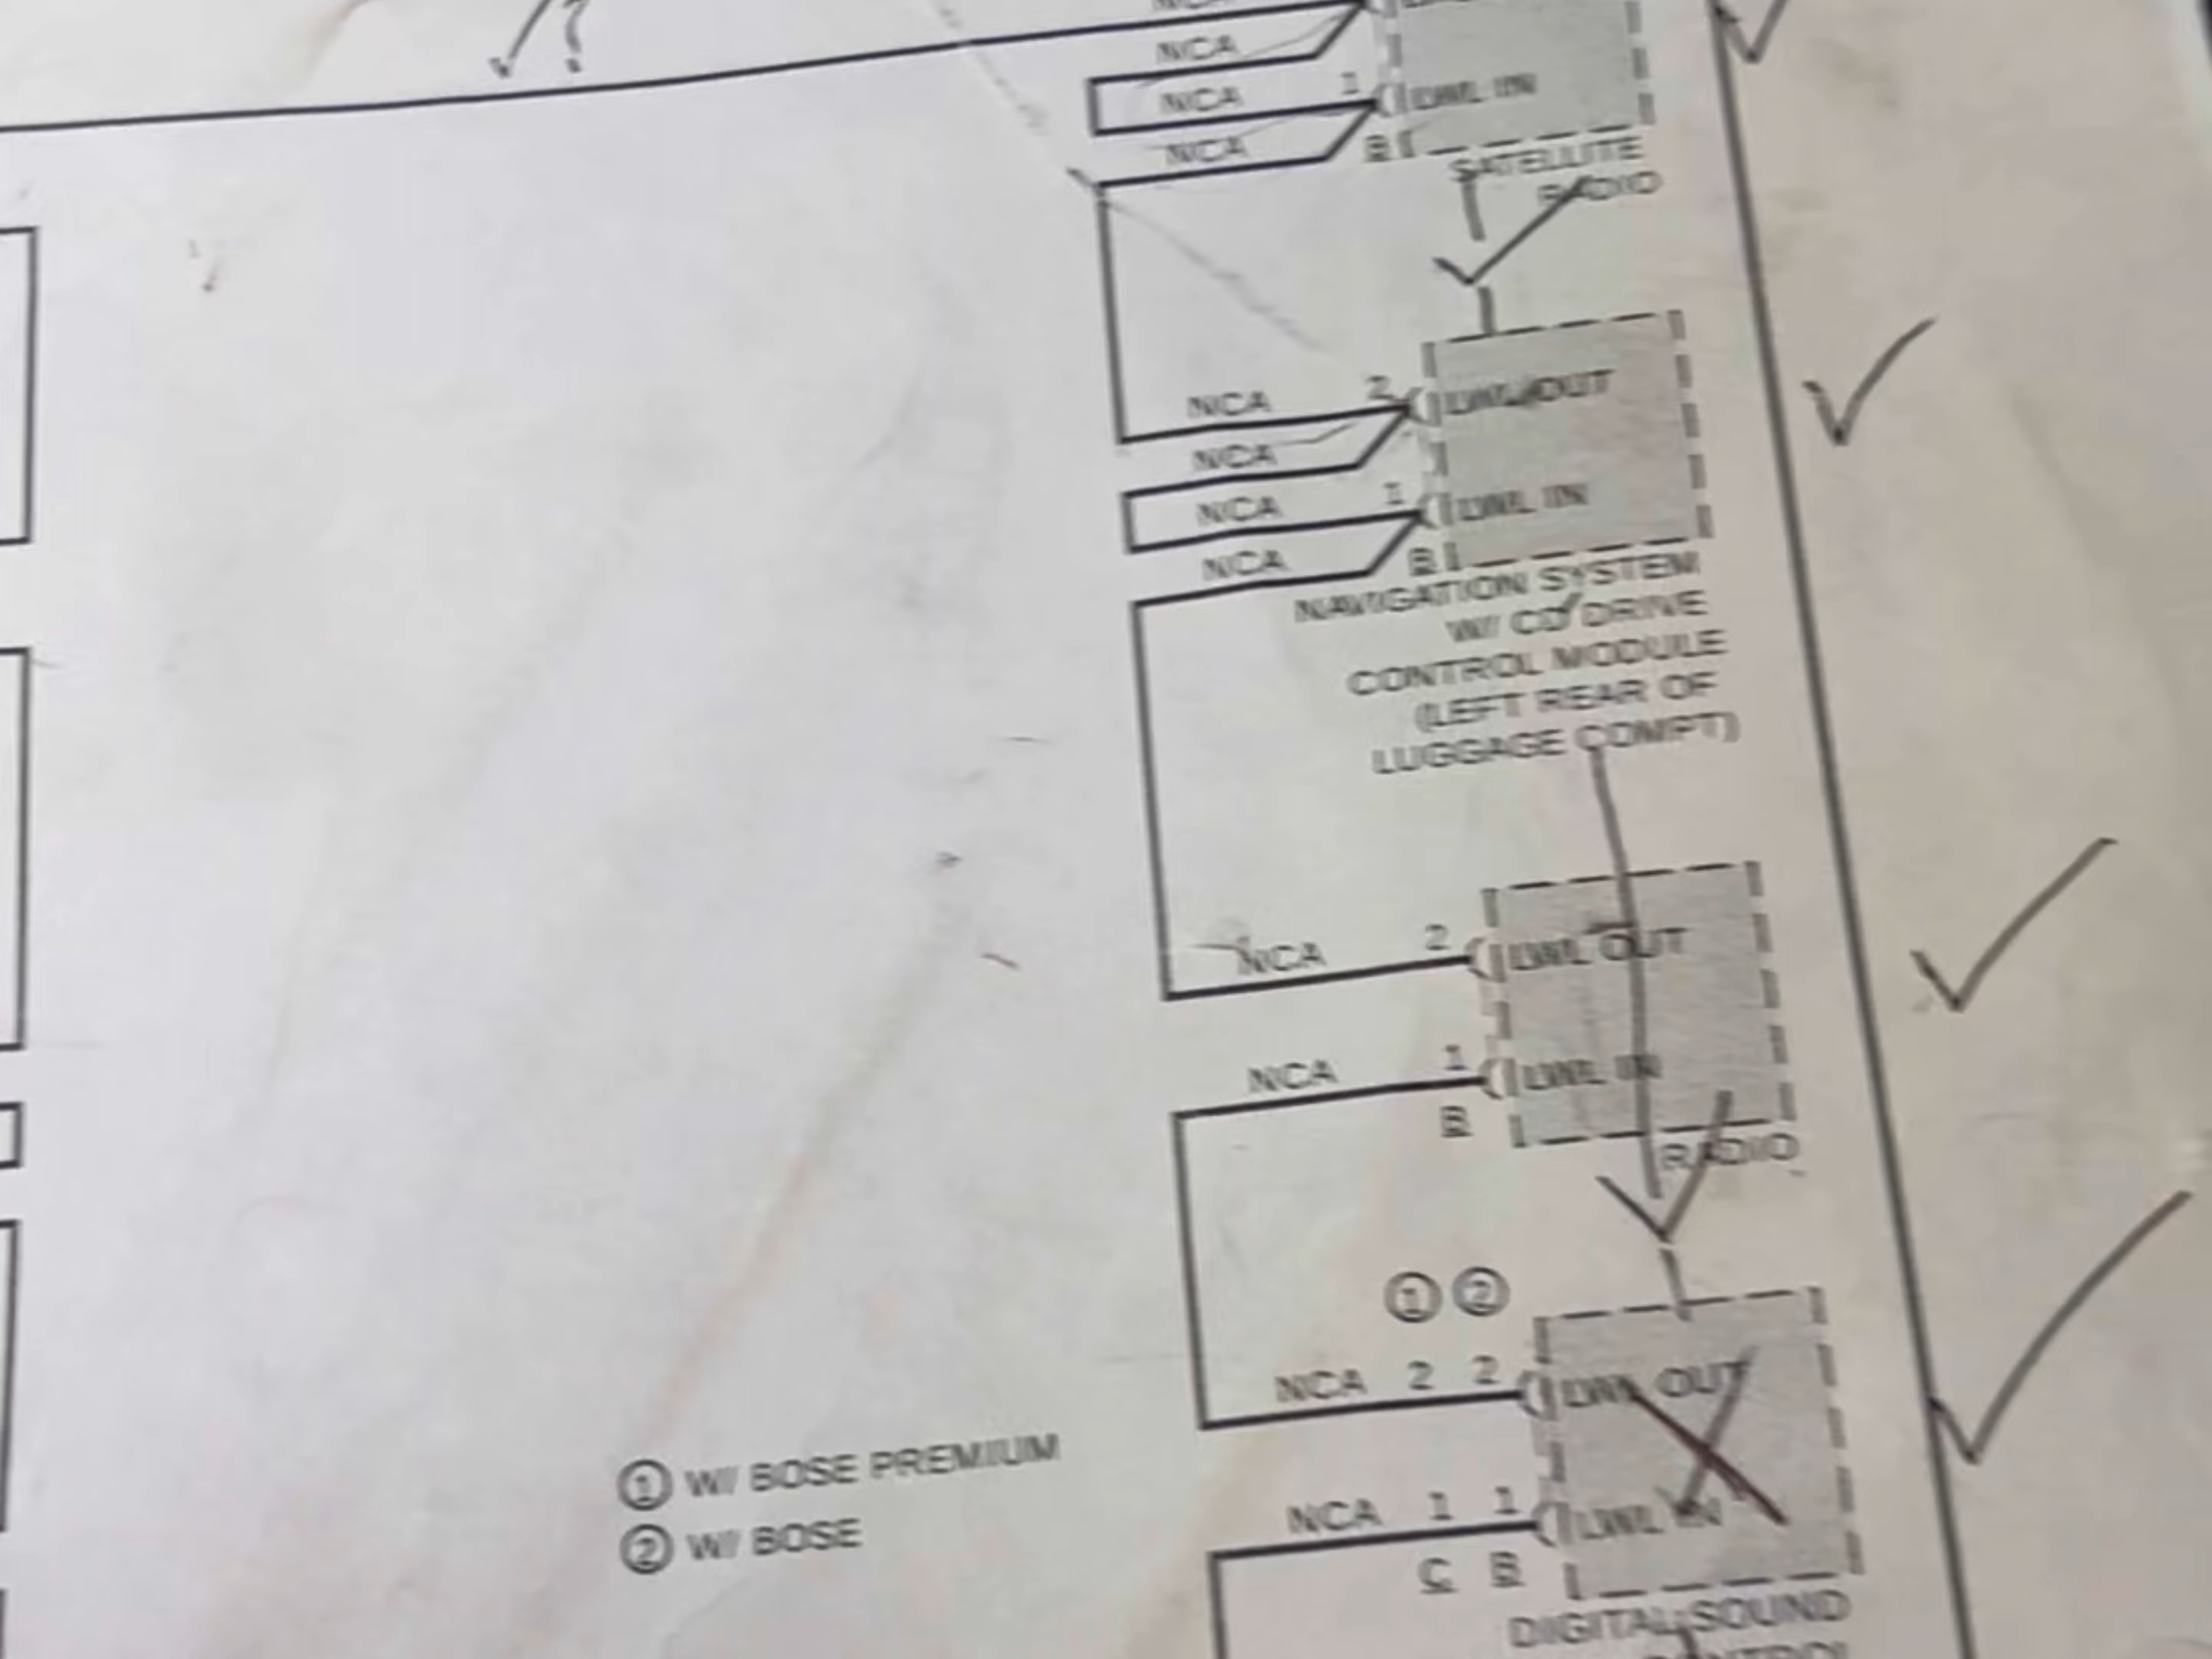 ?
NCA
NCA
1
LWL IN
NCA
B
SATELLITE
RADIO
NCA
2
LWL OUT
NCA
NCA
1
LWL IN
NCA
B
NAVIGATION SYSTEM
W/ CD DRIVE
CONTROL MODULE
(LEFT REAR OF
LUGGAGE COMPT)
NCA
2
LWL OUT
NCA
1
LWL IN
B
RADIO
① ②
NCA 2 2
LWL OUT
① W/ BOSE PREMIUM
② W/ BOSE
NCA 1 1
LWL IN
C B
DIGITAL SOUND
CONTROL